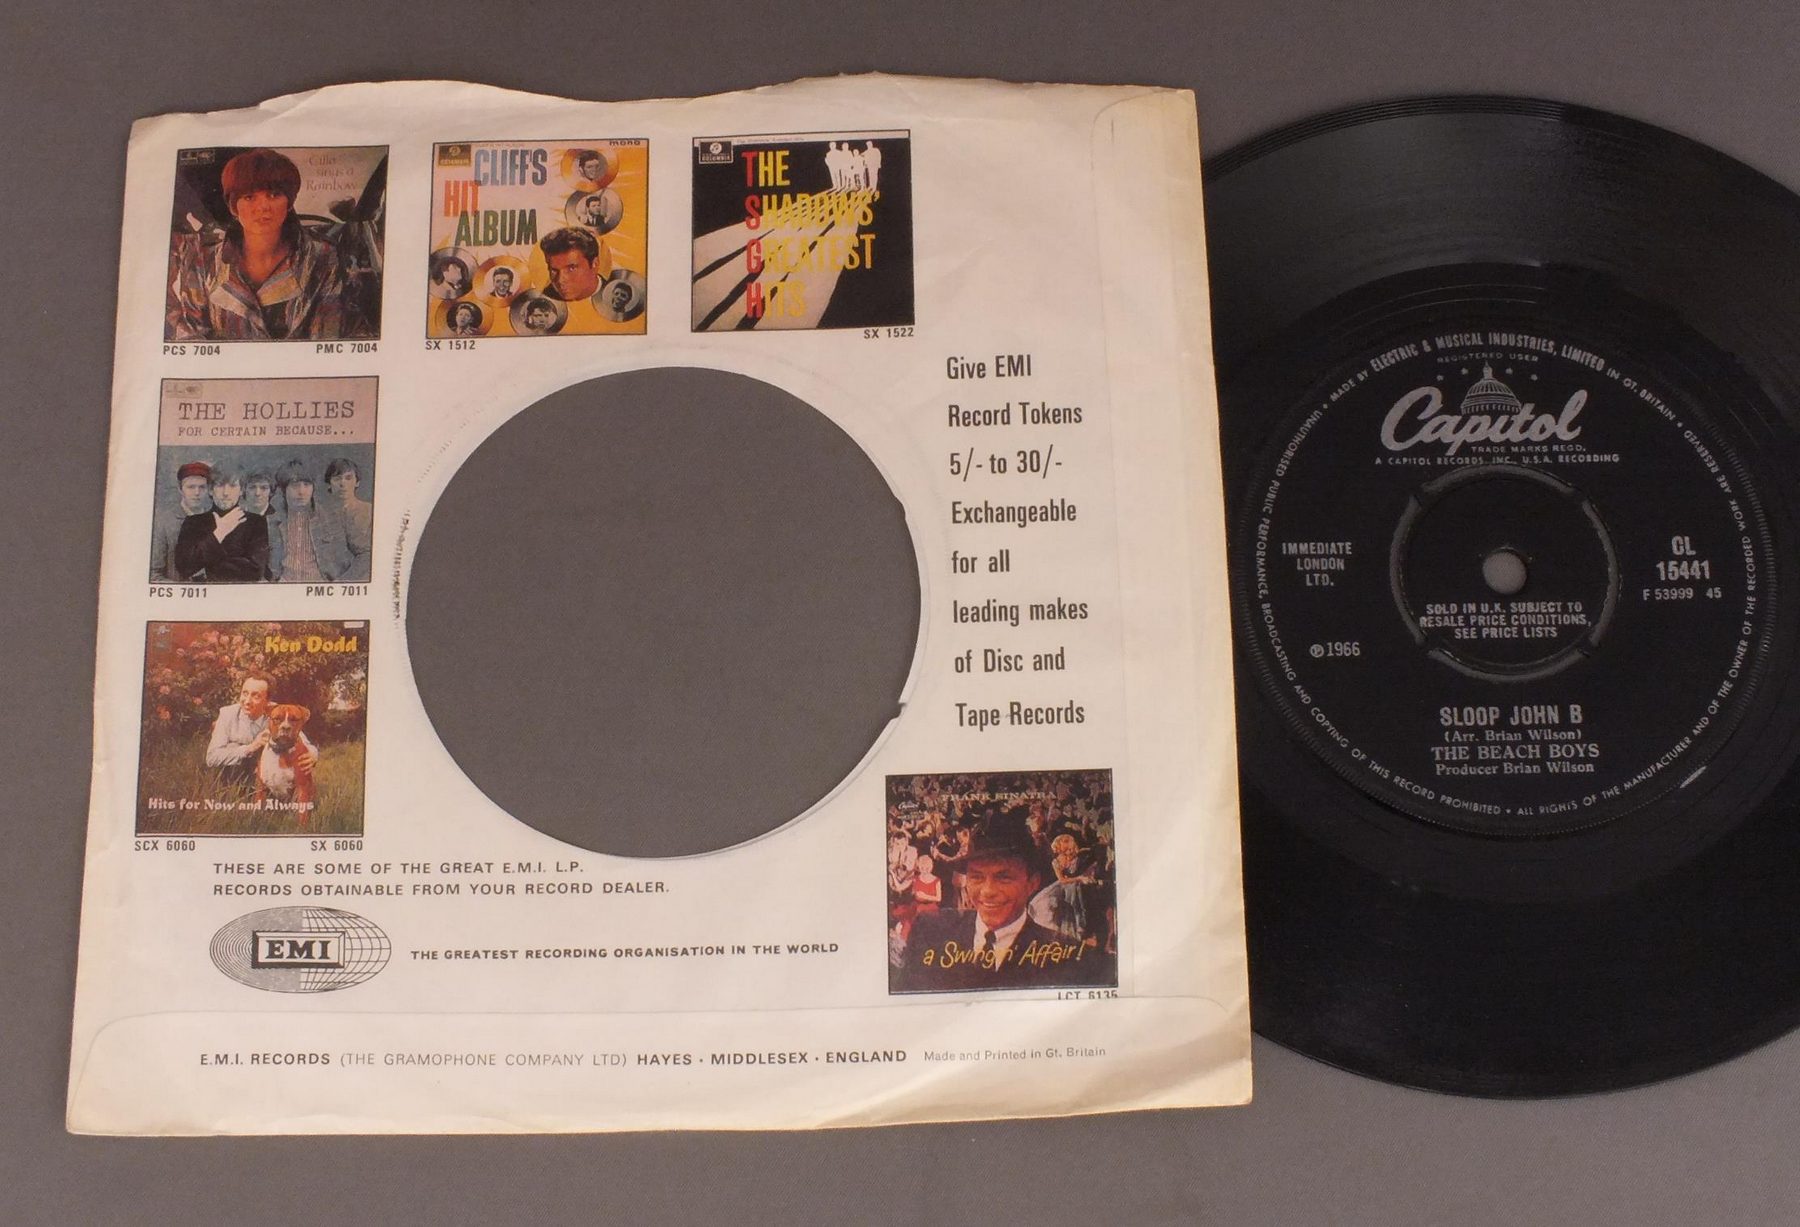 Cilla
sings a
Rainbow
PCS 7004 PMC 7004
COLUMBIA
mono
CLIFF'S
HIT
ALBUM
SX 1512
COLUMBIA
THE
SHADOWS'
GREATEST
HITS
SX 1522
THE HOLLIES
FOR CERTAIN BECAUSE...
PCS 7011 PMC 7011
Ken Dodd
Hits for Now and Always
SCX 6060 SX 6060
Give EMI
Record Tokens
5/- to 30/-
Exchangeable
for all
leading makes
of Disc and
Tape Records
FRANK SINATRA
Capitol
a Swingin' Affair!
LCT 6135
THESE ARE SOME OF THE GREAT E.M.I. L.P.
RECORDS OBTAINABLE FROM YOUR RECORD DEALER.
EMI
THE GREATEST RECORDING ORGANISATION IN THE WORLD
E.M.I. RECORDS (THE GRAMOPHONE COMPANY LTD) HAYES · MIDDLESEX · ENGLAND Made and Printed in Gt. Britain
MADE BY ELECTRIC & MUSICAL INDUSTRIES, LIMITED IN GT. BRITAIN • ALL RIGHTS OF THE MANUFACTURER AND OF THE OWNER OF THE RECORDED WORK ARE RESERVED • UNAUTHORISED PUBLIC PERFORMANCE, BROADCASTING AND COPYING OF THIS RECORD PROHIBITED •
REGISTERED USER
Capitol
TRADE MARKS REGD.
A CAPITOL RECORDS, INC., U.S.A. RECORDING
IMMEDIATE
LONDON
LTD.
CL
15441
F 53999 45
SOLD IN U.K. SUBJECT TO
RESALE PRICE CONDITIONS,
SEE PRICE LISTS
℗1966
SLOOP JOHN B
(Arr. Brian Wilson)
THE BEACH BOYS
Producer Brian Wilson